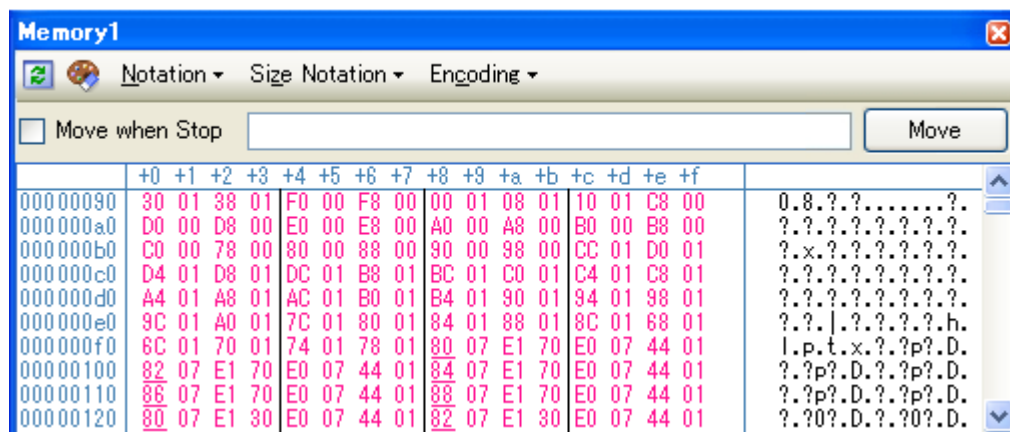 Memory1
Notation Size Notation Encoding
Move when Stop Move
+0 +1 +2 +3 +4 +5 +6 +7 +8 +9 +a +b +c +d +e +f
00000090 30 01 38 01 F0 00 F8 00 00 01 08 01 10 01 C8 00 0.8.?.?.......?.
000000a0 D0 00 D8 00 E0 00 E8 00 A0 00 A8 00 B0 00 B8 00 ?.?.?.?.?.?.?.?.
000000b0 C0 00 78 00 80 00 88 00 90 00 98 00 CC 01 D0 01 ?.x.?.?.?.?.?.?.
000000c0 D4 01 D8 01 DC 01 B8 01 BC 01 C0 01 C4 01 C8 01 ?.?.?.?.?.?.?.?.
000000d0 A4 01 A8 01 AC 01 B0 01 B4 01 90 01 94 01 98 01 ?.?.?.?.?.?.?.?.
000000e0 9C 01 A0 01 7C 01 80 01 84 01 88 01 8C 01 68 01 ?.?.|.?.?.?.?.h.
000000f0 6C 01 70 01 74 01 78 01 80 07 E1 70 E0 07 44 01 l.p.t.x.?.?p?.D.
00000100 82 07 E1 70 E0 07 44 01 84 07 E1 70 E0 07 44 01 ?.?p?.D.?.?p?.D.
00000110 86 07 E1 70 E0 07 44 01 88 07 E1 70 E0 07 44 01 ?.?p?.D.?.?p?.D.
00000120 80 07 E1 30 E0 07 44 01 82 07 E1 30 E0 07 44 01 ?.?0?.D.?.?0?.D.